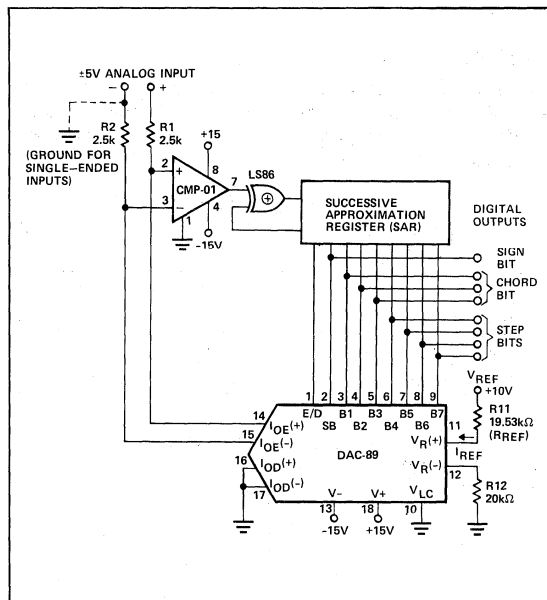 ±5V ANALOG INPUT
− +
R2
2.5k
R1
2.5k
+15
(GROUND FOR
SINGLE–ENDED
INPUTS)
2
+
8
7
LS86
CMP-01
3
−
1
4
-15V
SUCCESSIVE
APPROXIMATION
REGISTER (SAR)
DIGITAL
OUTPUTS
SIGN
BIT
CHORD
BIT
STEP
BITS
1 2 3 4 5 6 7 8 9
E/D SB B1 B2 B3 B4 B5 B6 B7
VREF
+10V
R11
19.53kΩ
(RREF)
11
VR(+)
IREF
VR(-)
12
R12
20kΩ
14
IOE(+)
15
IOE(-)
16
IOD(+)
17
IOD(-)
DAC-89
V- V+ VLC
13 18 10
-15V +15V